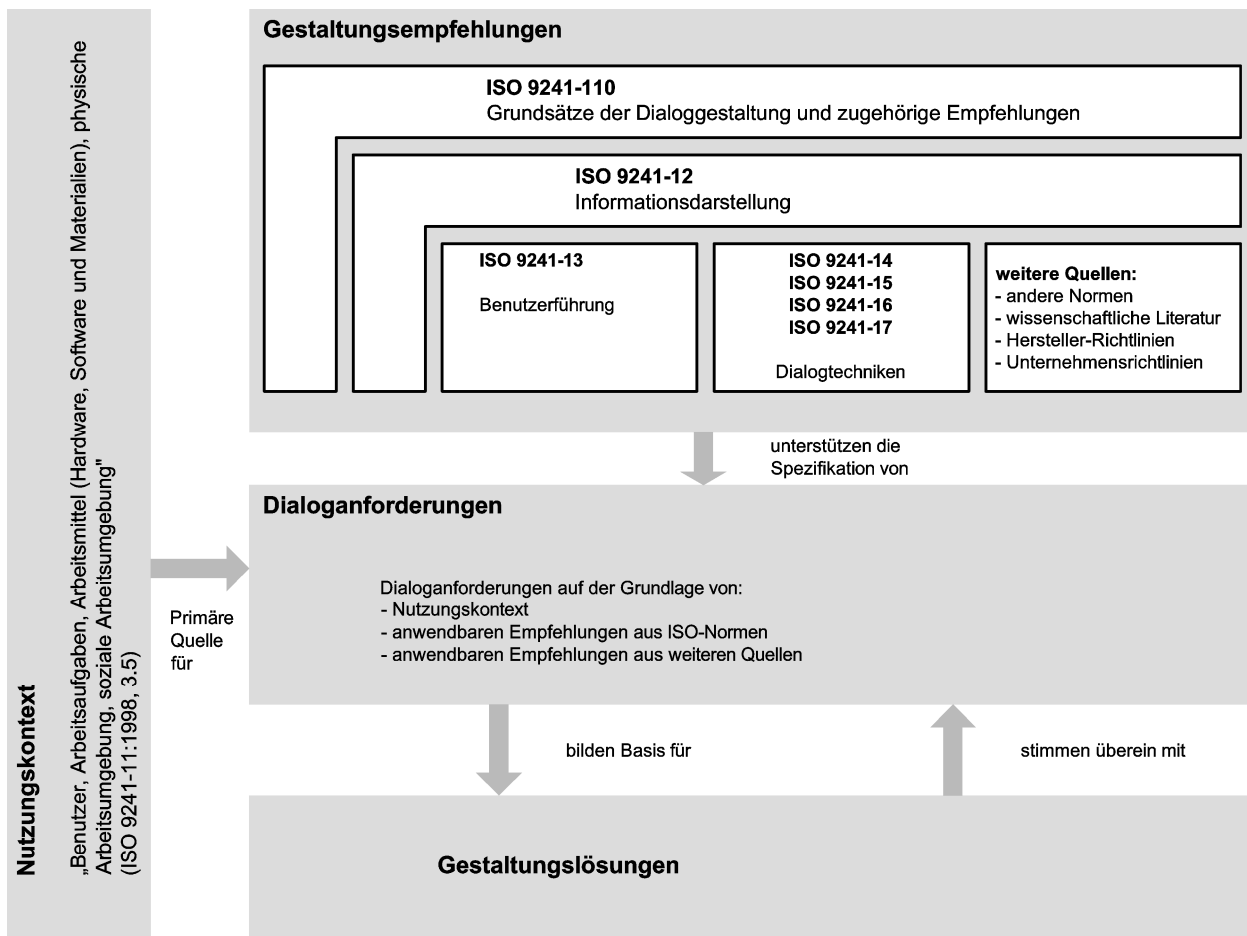 Gestaltungsempfehlungen
ISO 9241-110
Grundsätze der Dialoggestaltung und zugehörige Empfehlungen
ISO 9241-12
Informationsdarstellung
ISO 9241-13
Benutzerführung
ISO 9241-14
ISO 9241-15
ISO 9241-16
ISO 9241-17
Dialogtechniken
weitere Quellen:
- andere Normen
- wissenschaftliche Literatur
- Hersteller-Richtlinien
- Unternehmensrichtlinien
unterstützen die
Spezifikation von
Nutzungskontext
„Benutzer, Arbeitsaufgaben, Arbeitsmittel (Hardware, Software und Materialien), physische
Arbeitsumgebung, soziale Arbeitsumgebung"
(ISO 9241-11:1998, 3.5)
Primäre
Quelle
für
Dialoganforderungen
Dialoganforderungen auf der Grundlage von:
- Nutzungskontext
- anwendbaren Empfehlungen aus ISO-Normen
- anwendbaren Empfehlungen aus weiteren Quellen
bilden Basis für
stimmen überein mit
Gestaltungslösungen